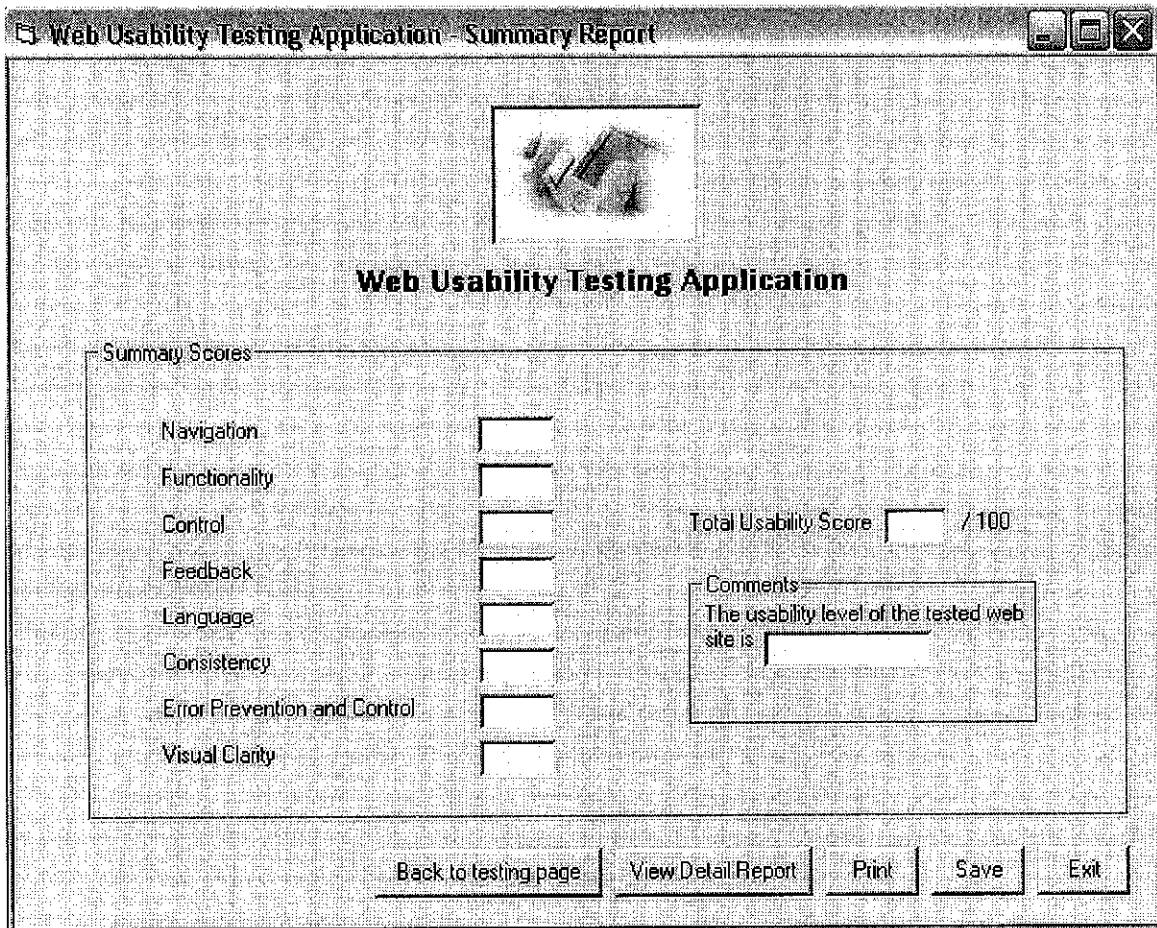 Web Usability Testing Application - Summary Report
Web Usability Testing Application
Summary Scores
Navigation
Functionality
Control
Feedback
Language
Consistency
Error Prevention and Control
Visual Clarity
Total Usability Score / 100
Comments
The usability level of the tested web
site is
Back to testing page View Detail Report Print Save Exit